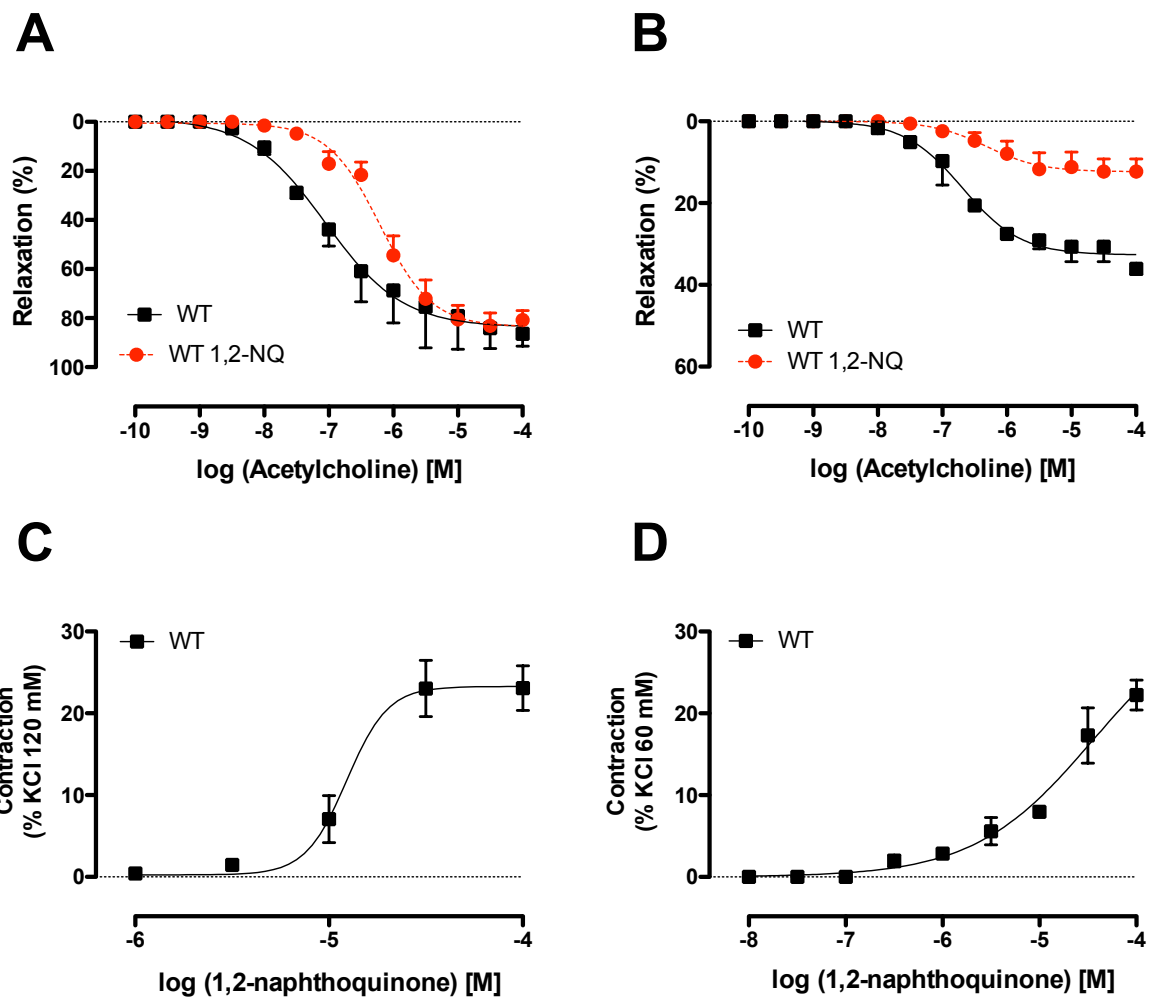 A
B
0
20
40
60
80
100
Relaxation (%)
WT
WT 1,2-NQ
-10 -9 -8 -7 -6 -5 -4
log (Acetylcholine) [M]
0
20
40
60
Relaxation (%)
WT
WT 1,2-NQ
-10 -9 -8 -7 -6 -5 -4
log (Acetylcholine) [M]
C
D
30
20
10
0
Contraction
(% KCl 120 mM)
WT
-6 -5 -4
log (1,2-naphthoquinone) [M]
30
20
10
0
Contraction
(% KCl 60 mM)
WT
-8 -7 -6 -5 -4
log (1,2-naphthoquinone) [M]